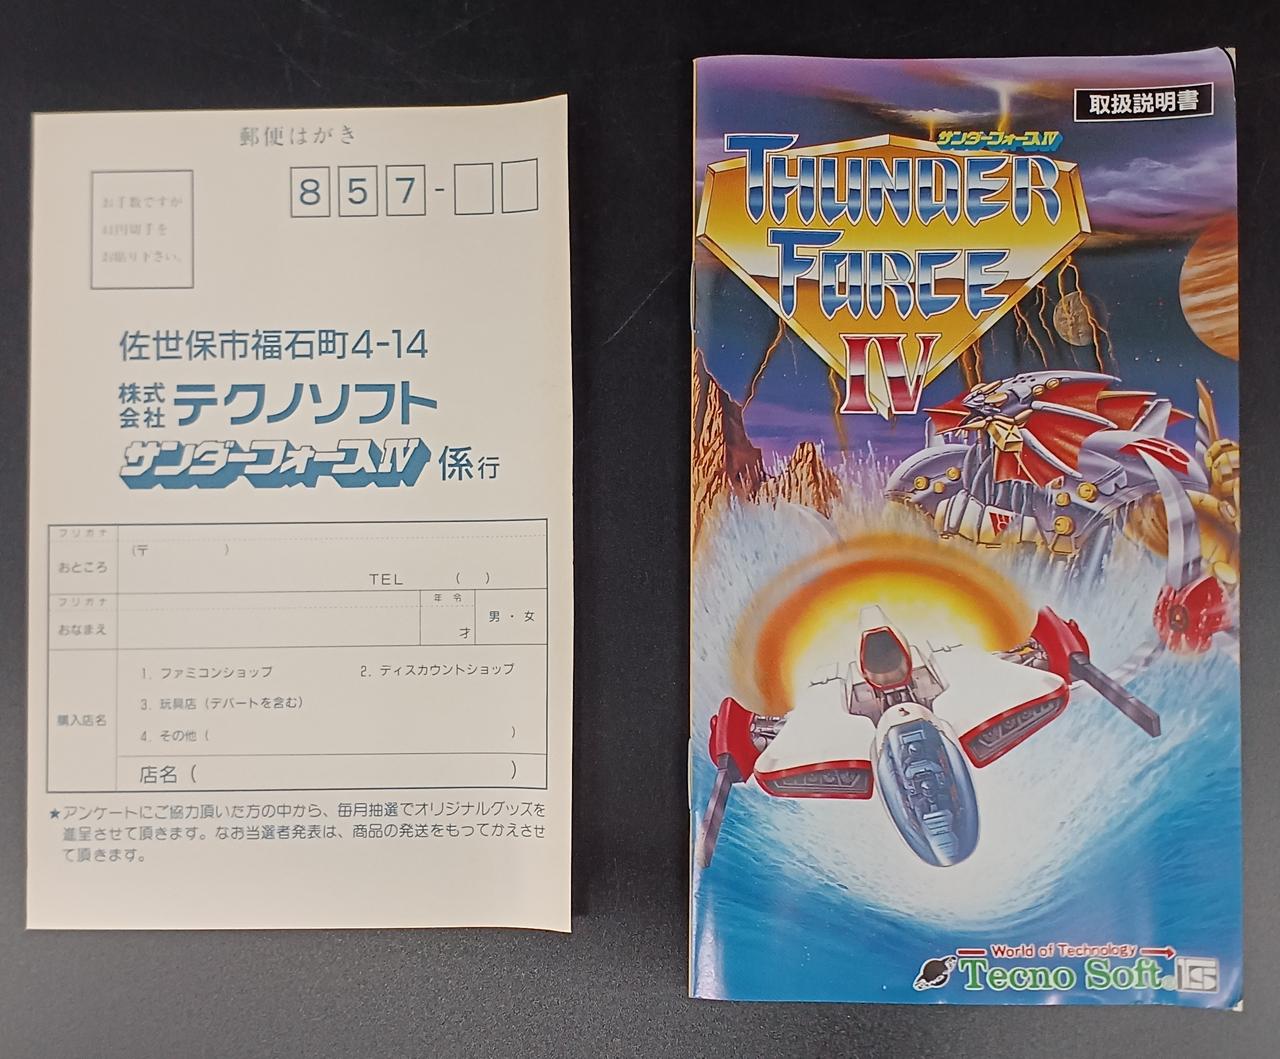 郵便はがき
857-
お手数ですが
41円切手を
お貼り下さい。
佐世保市福石町4-14
株式会社テクノソフト
サンダーフォースIV係行
フリガナ
おところ
(〒 )
TEL ( )
フリガナ
おなまえ
年令
才
男・女
購入店名
1. ファミコンショップ 2. ディスカウントショップ
3. 玩具店(デパートを含む)
4. その他( )
店名( )
★アンケートにご協力頂いた方の中から、毎月抽選でオリジナルグッズを
進呈させて頂きます。なお当選者発表は、商品の発送をもってかえさせ
て頂きます。
取扱説明書
サンダーフォースIV
THUNDER
FORCE
IV
World of Technology
Tecno Soft